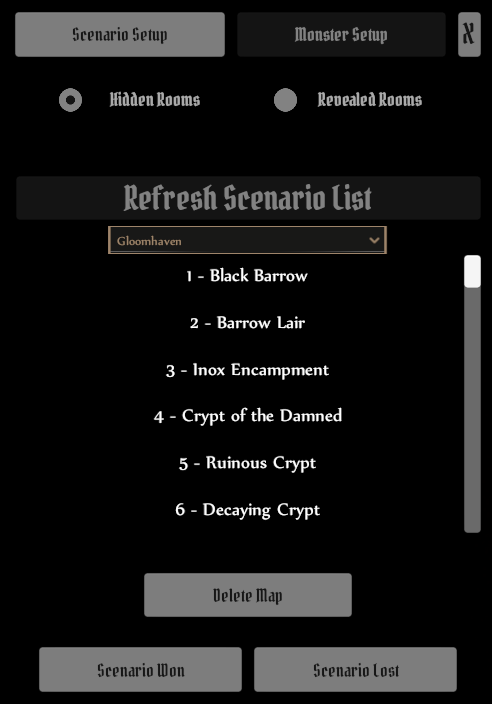 Scenario Setup
Monster Setup
X
Hidden Rooms
Revealed Rooms
Refresh Scenario List
Gloomhaven
1 - Black Barrow
2 - Barrow Lair
3 - Inox Encampment
4 - Crypt of the Damned
5 - Ruinous Crypt
6 - Decaying Crypt
Delete Map
Scenario Won
Scenario Lost